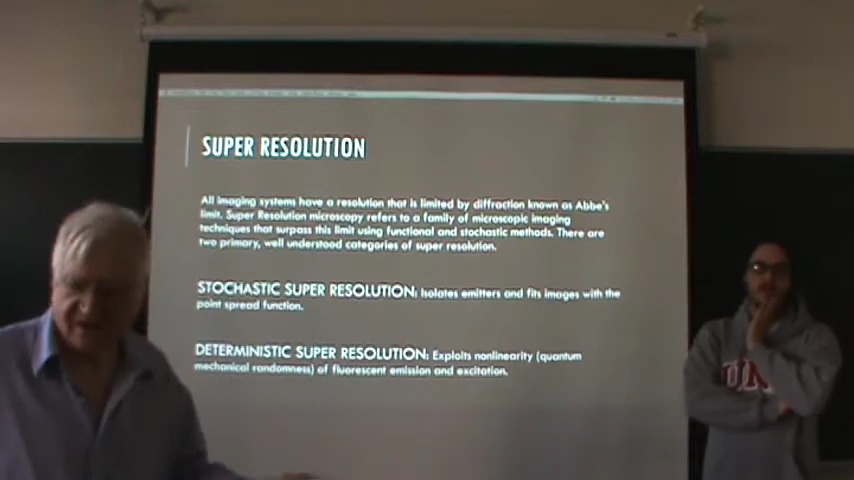 SUPER RESOLUTION
All imaging systems have a resolution that is limited by diffraction known as Abbe's
limit. Super Resolution microscopy refers to a family of microscopic imaging
techniques that surpass this limit using functional and stochastic methods. There are
two primary, well understood categories of super resolution.
STOCHASTIC SUPER RESOLUTION: Isolates emitters and fits images with the
point spread function.
DETERMINISTIC SUPER RESOLUTION: Exploits nonlinearity (quantum
mechanical randomness) of fluorescent emission and excitation.